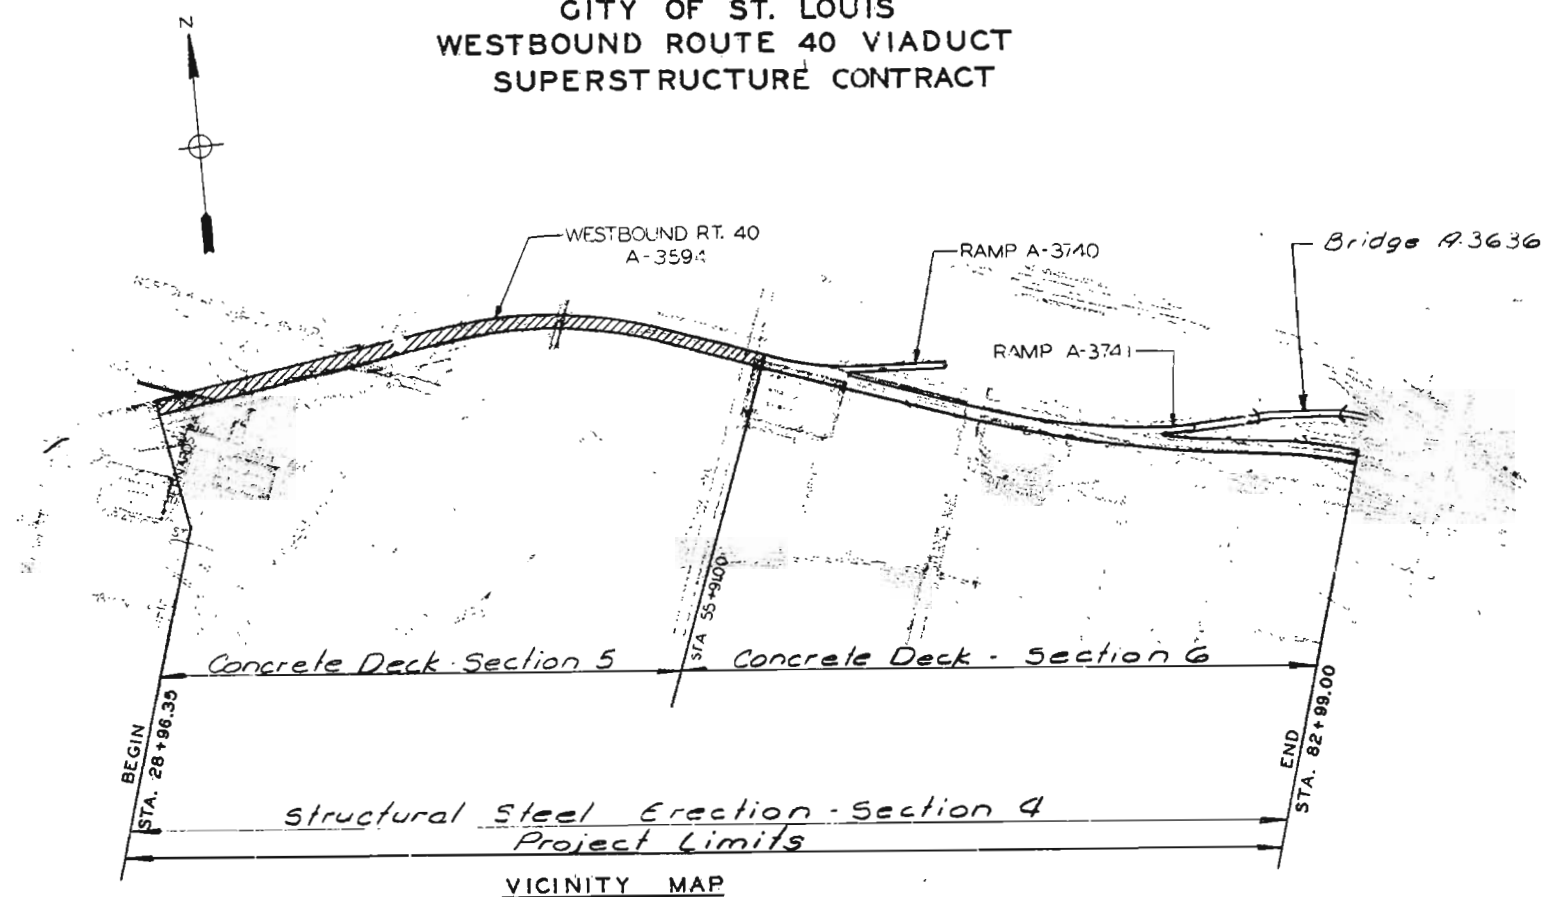 CITY OF ST. LOUIS
WESTBOUND ROUTE 40 VIADUCT
SUPERSTRUCTURE CONTRACT
N
WESTBOUND RT. 40
A-3594
RAMP A-3740
Bridge A-3636
RAMP A-3741
STA 55+91.00
Concrete Deck - Section 5
Concrete Deck - Section 6
BEGIN
STA. 28+96.35
END
STA. 82+99.00
Structural Steel Erection - Section 4
Project Limits
VICINITY MAP